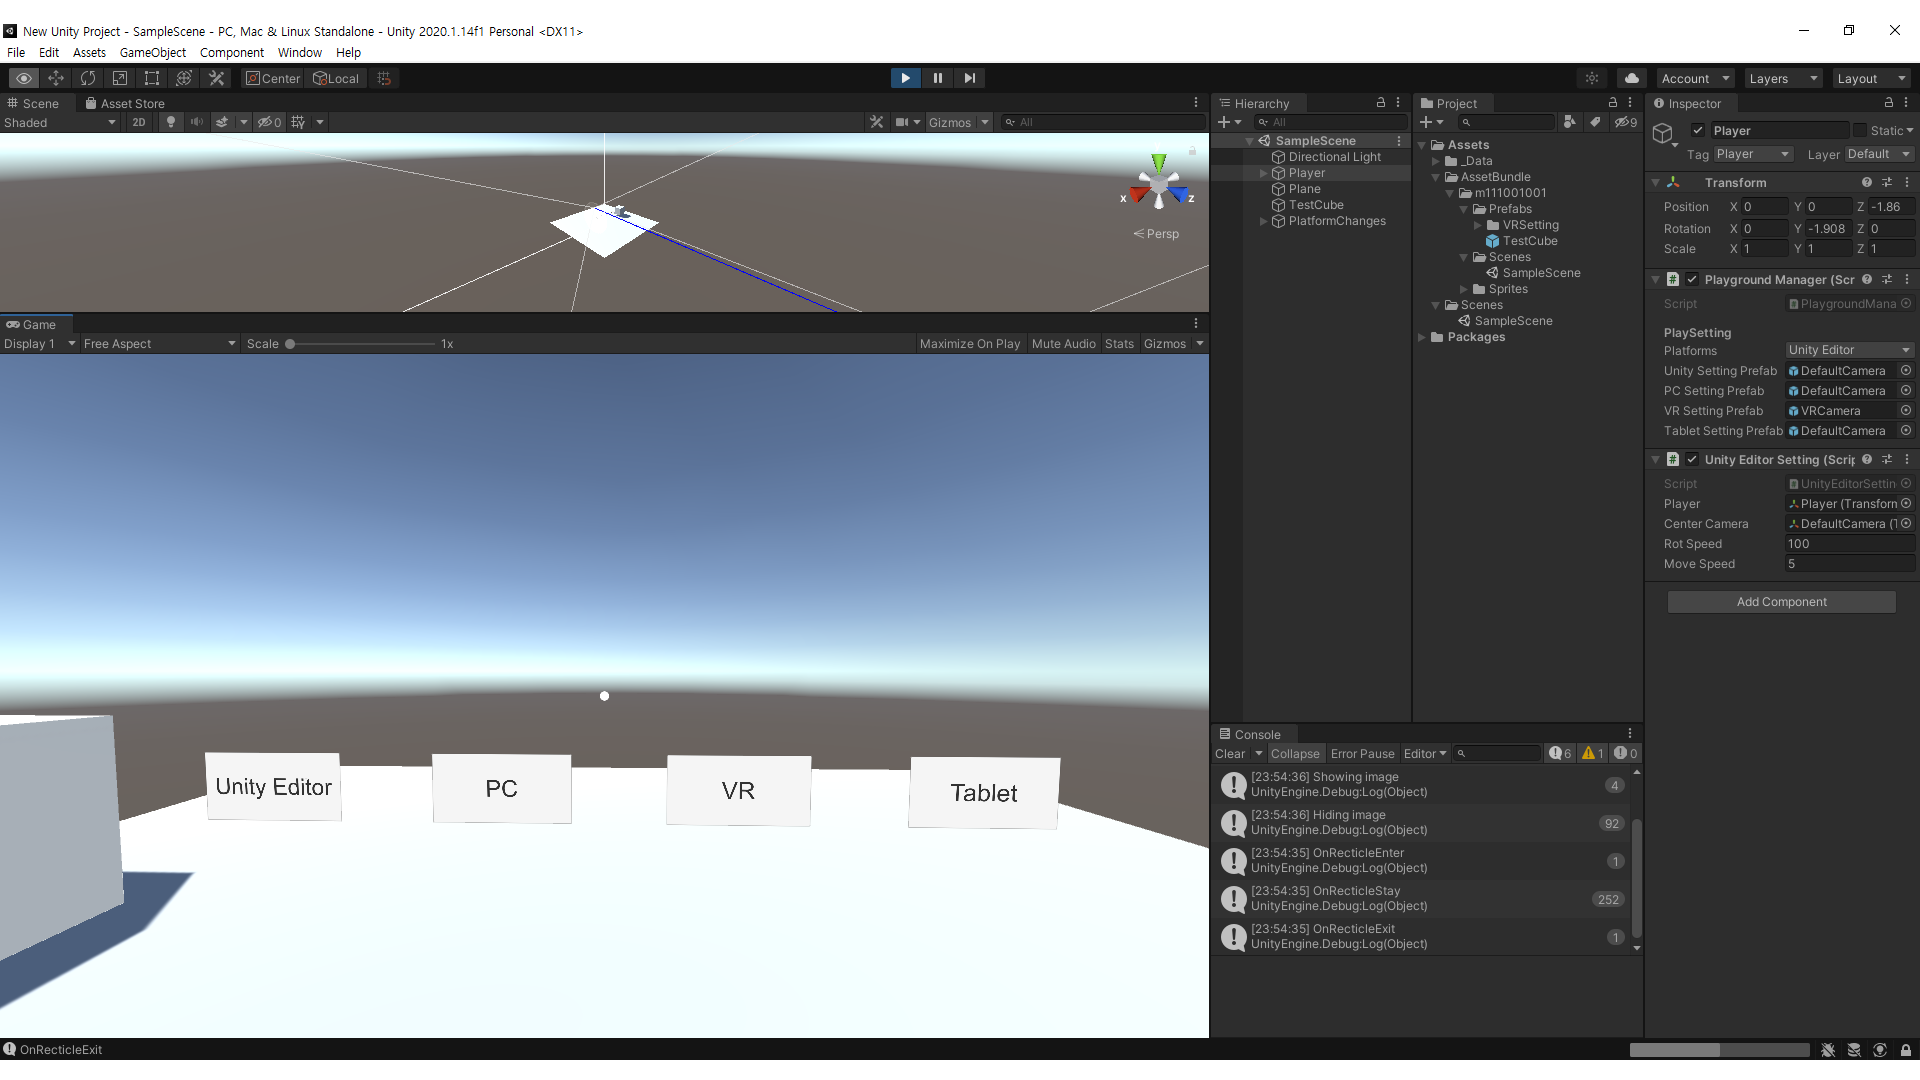 New Unity Project - SampleScene - PC, Mac & Linux Standalone - Unity 2020.1.14f1 Personal <DX11>
File Edit Assets GameObject Component Window Help
Center Local Account Layers Layout
Scene Asset Store
Shaded 2D 0 Gizmos All
x z
Persp
Game
Display 1 Free Aspect Scale 1x Maximize On Play Mute Audio Stats Gizmos
Unity Editor PC VR Tablet
Hierarchy
All
SampleScene
Directional Light
Player
Plane
TestCube
PlatformChanges
Project
9
Assets
_Data
AssetBundle
m111001001
Prefabs
VRSetting
TestCube
Scenes
SampleScene
Sprites
Scenes
SampleScene
Packages
Console
Clear Collapse Error Pause Editor 6 1 0
[23:54:36] Showing image
UnityEngine.Debug:Log(Object)
4
[23:54:36] Hiding image
UnityEngine.Debug:Log(Object)
92
[23:54:35] OnRecticleEnter
UnityEngine.Debug:Log(Object)
1
[23:54:35] OnRecticleStay
UnityEngine.Debug:Log(Object)
252
[23:54:35] OnRecticleExit
UnityEngine.Debug:Log(Object)
1
Inspector
Player Static
Tag Player Layer Default
Transform
Position X 0 Y 0 Z -1.86
Rotation X 0 Y -1.908 Z 0
Scale X 1 Y 1 Z 1
Playground Manager (Scr
Script PlaygroundMana
PlaySetting
Platforms Unity Editor
Unity Setting Prefab DefaultCamera
PC Setting Prefab DefaultCamera
VR Setting Prefab VRCamera
Tablet Setting Prefab DefaultCamera
Unity Editor Setting (Scrip
Script UnityEditorSettin
Player Player (Transforn
Center Camera DefaultCamera (T
Rot Speed 100
Move Speed 5
Add Component
OnRecticleExit